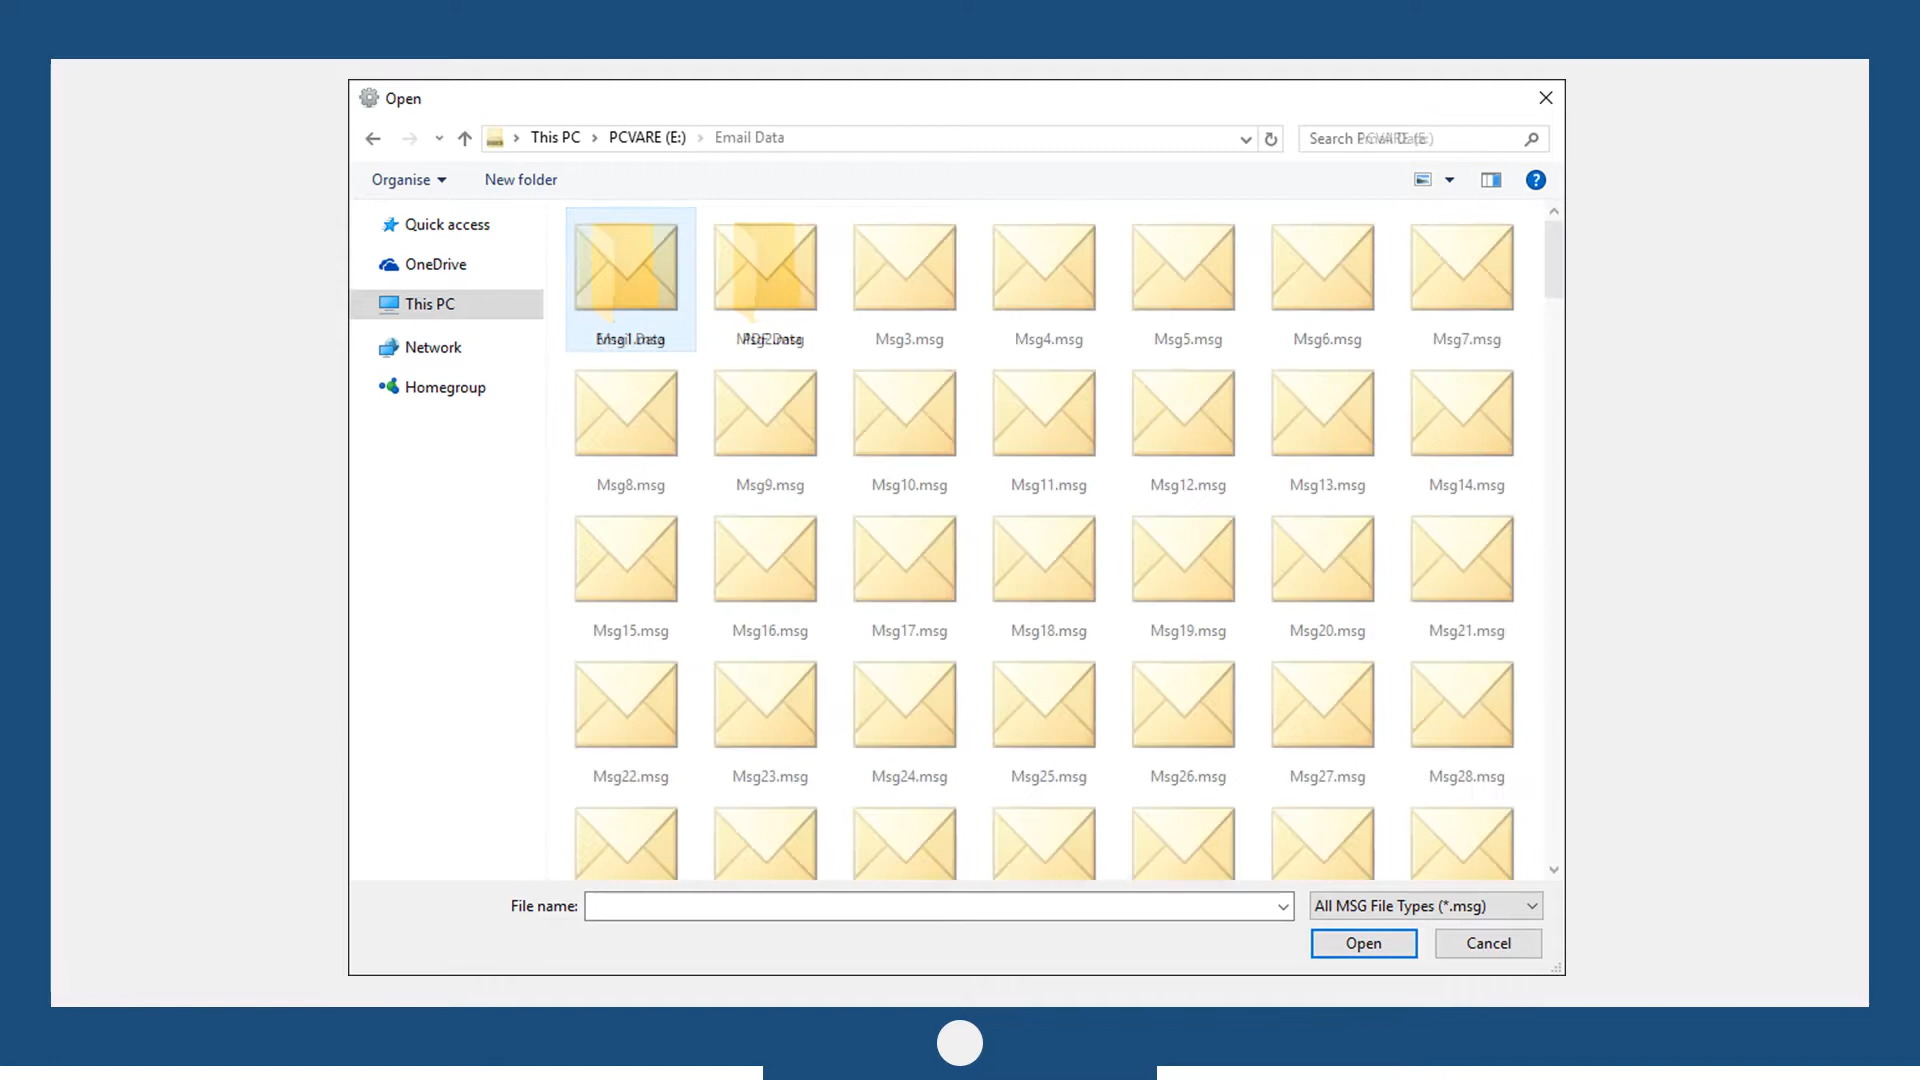 Open
This PC PCVARE (E:) Email Data
Search
Organise New folder
?
Quick access
OneDrive
This PC
Network
Homegroup
Msg3.msg Msg4.msg Msg5.msg Msg6.msg Msg7.msg
Msg8.msg Msg9.msg Msg10.msg Msg11.msg Msg12.msg Msg13.msg Msg14.msg
Msg15.msg Msg16.msg Msg17.msg Msg18.msg Msg19.msg Msg20.msg Msg21.msg
Msg22.msg Msg23.msg Msg24.msg Msg25.msg Msg26.msg Msg27.msg Msg28.msg
File name: All MSG File Types (*.msg)
Open Cancel